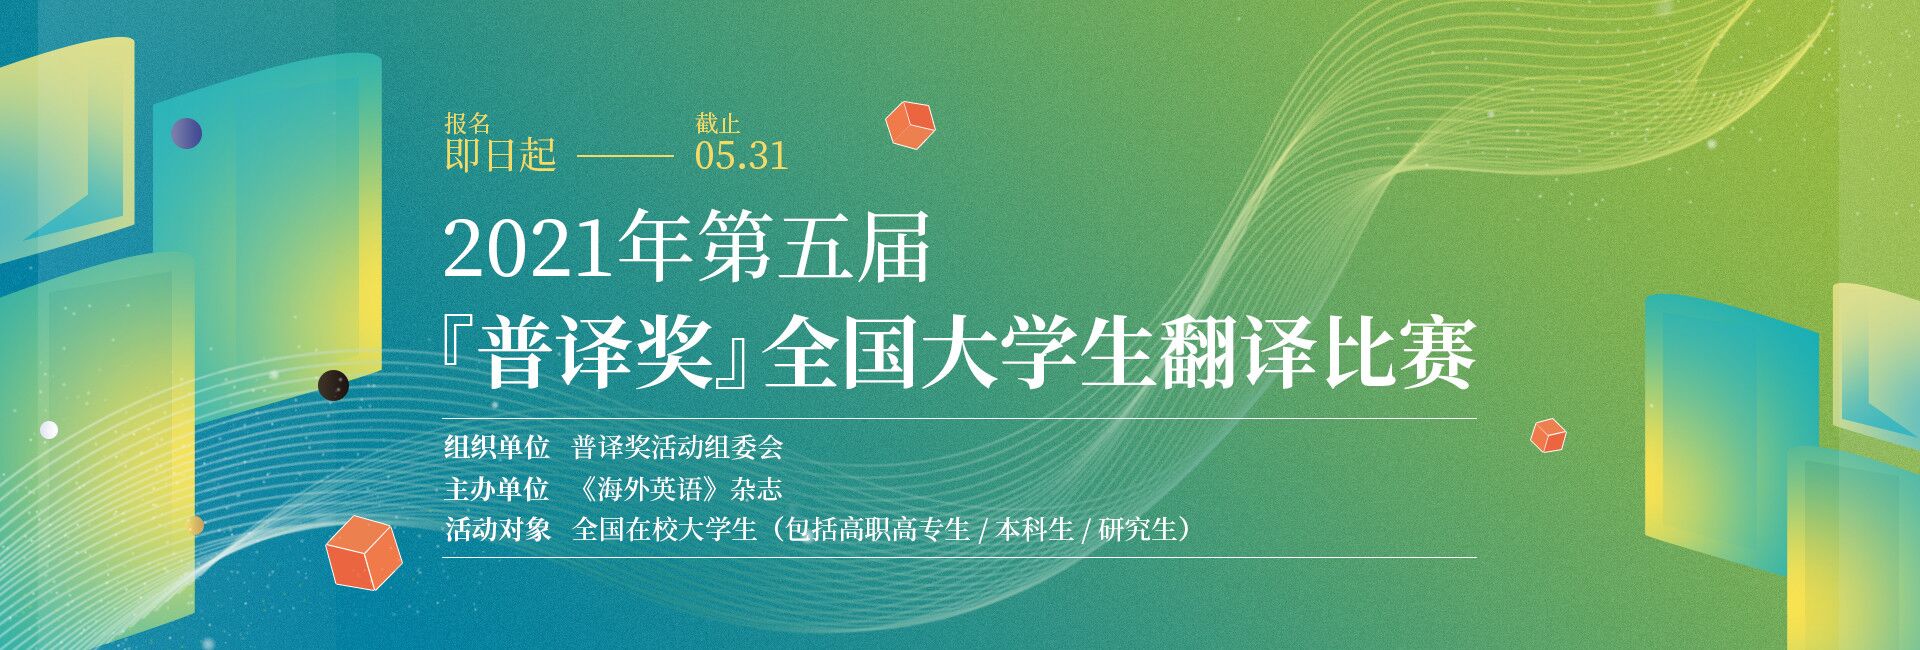 报名 截止
即日起 —— 05.31
2021年第五届
『普译奖』全国大学生翻译比赛
组织单位 普译奖活动组委会
主办单位 《海外英语》杂志
活动对象 全国在校大学生（包括高职高专生 / 本科生 / 研究生）